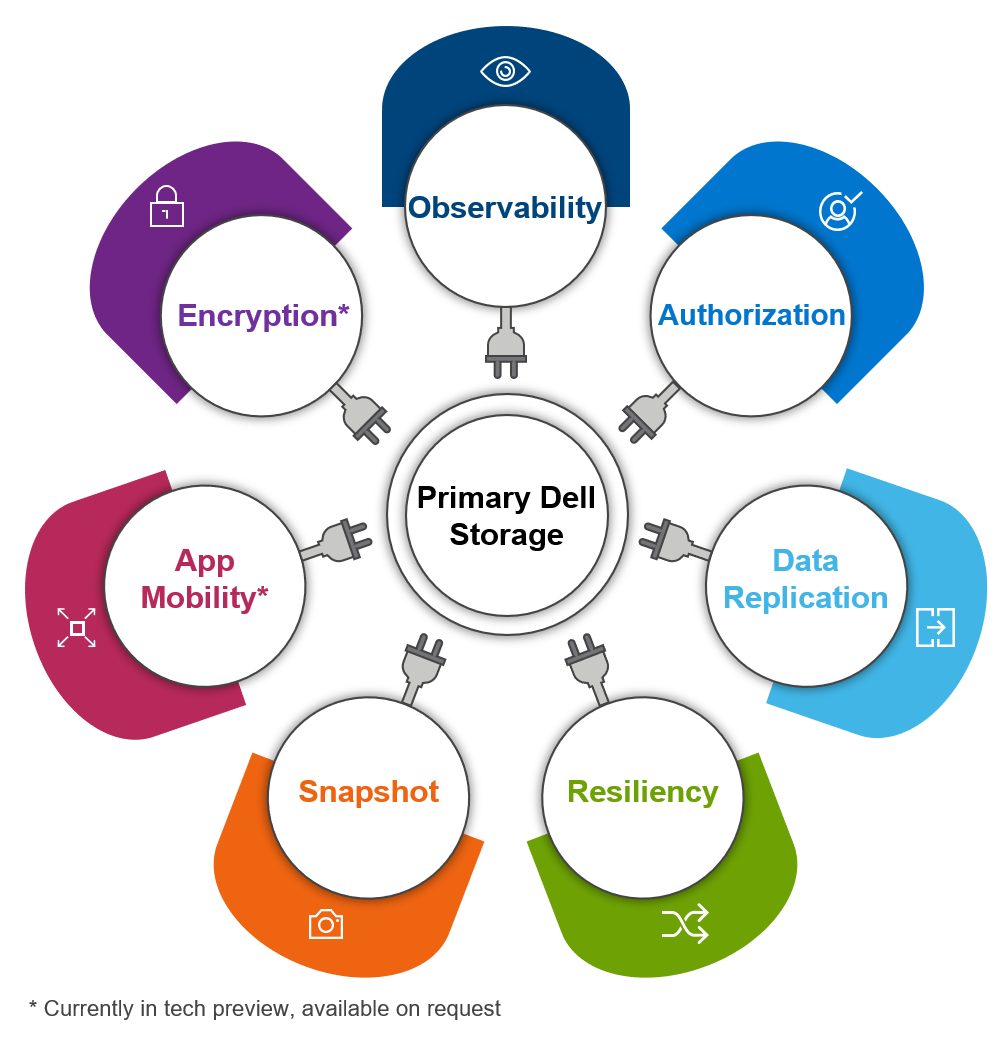 Observability
Encryption*
Authorization
Primary Dell
Storage
App
Mobility*
Data
Replication
Snapshot
Resiliency
* Currently in tech preview, available on request